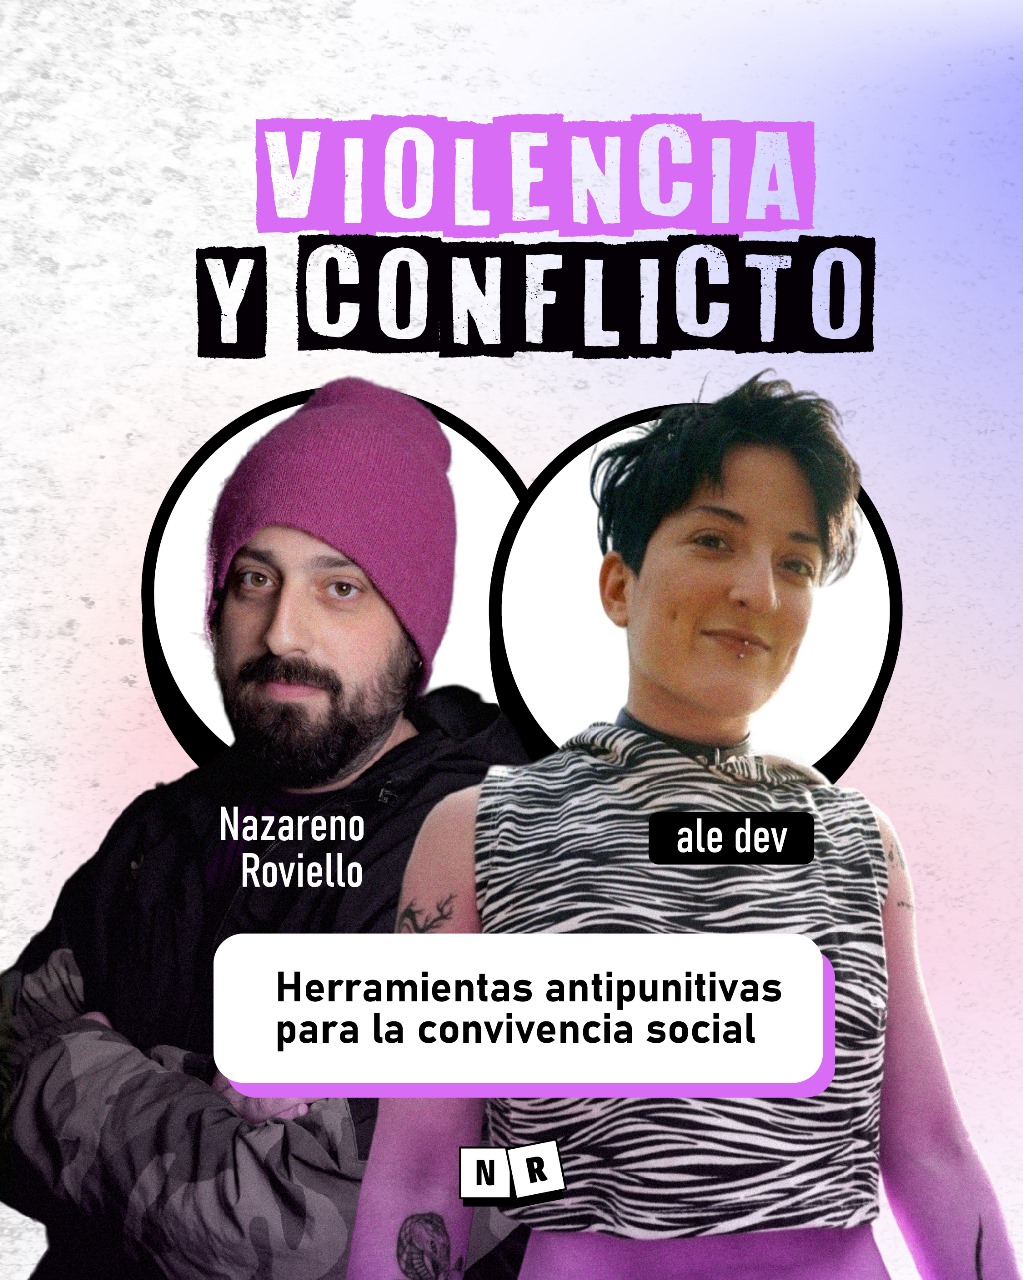 VIOLENCIA
Y CONFLICTO
Nazareno
Roviello
ale dev
Herramientas antipunitivas
para la convivencia social
N R